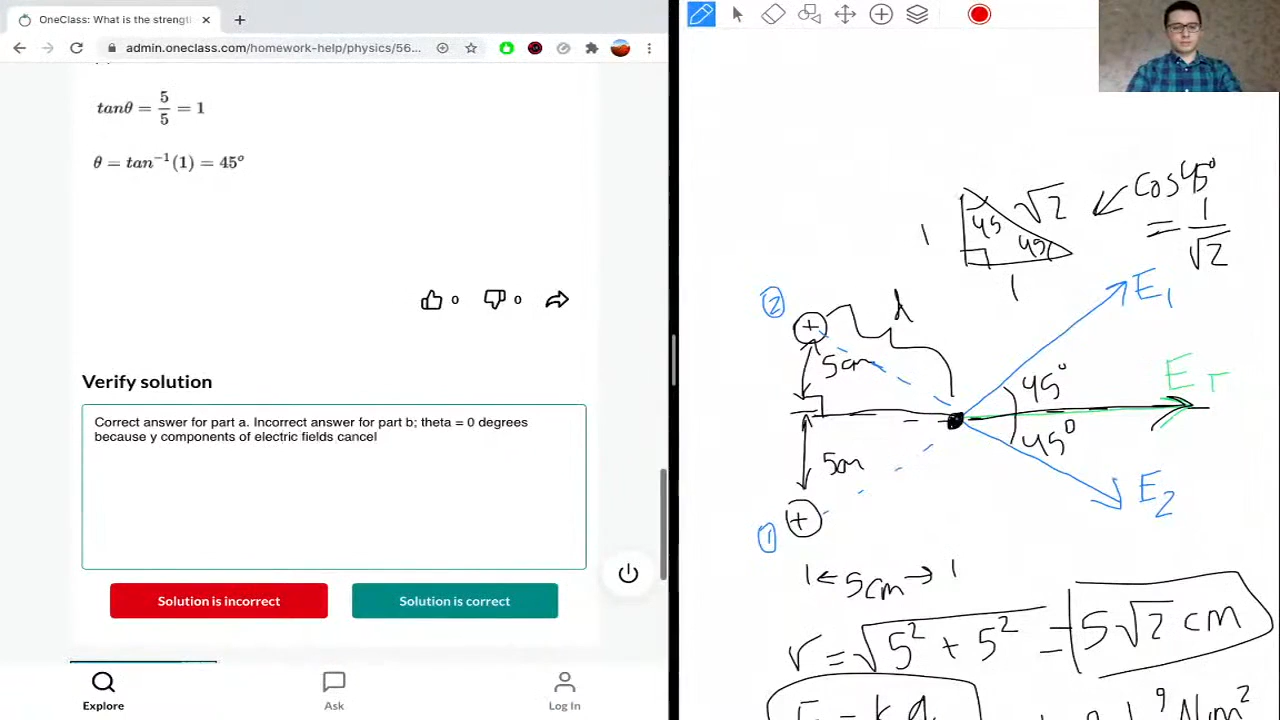 OneClass: What is the strengt
admin.oneclass.com/homework-help/physics/56...
tanθ = 5/5 = 1
θ = tan⁻¹(1) = 45°
0
0
Verify solution
Correct answer for part a. Incorrect answer for part b; theta = 0 degrees
because y components of electric fields cancel
Solution is incorrect
Solution is correct
Explore
Ask
Log In
cos45°
= 1/√2
45
√2
45
1
1
E₁
②
+
d
5cm
45°
E T
45°
5cm
E₂
+
①
5cm
r = √5² + 5² = 5√2 cm